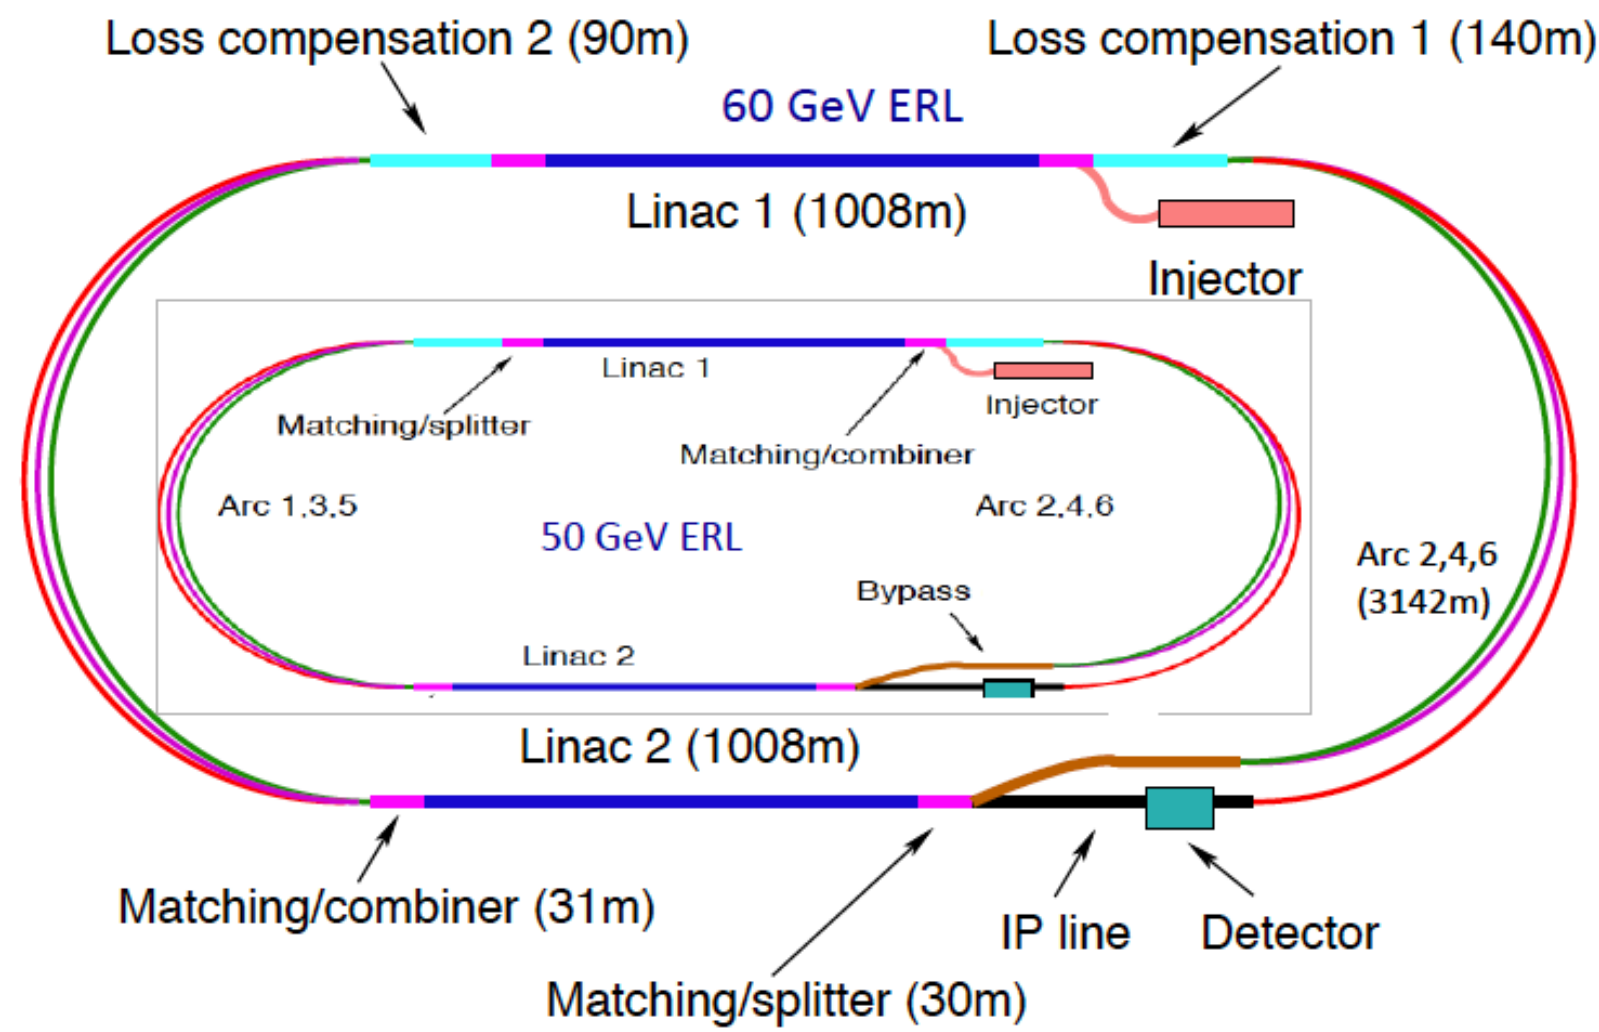 Loss compensation 2 (90m)
Loss compensation 1 (140m)
60 GeV ERL
Linac 1 (1008m)
Injector
Linac 1
Injector
Matching/splitter
Matching/combiner
Arc 1,3,5
Arc 2,4,6
50 GeV ERL
Arc 2,4,6
(3142m)
Bypass
Linac 2
Linac 2 (1008m)
Matching/combiner (31m)
IP line
Detector
Matching/splitter (30m)